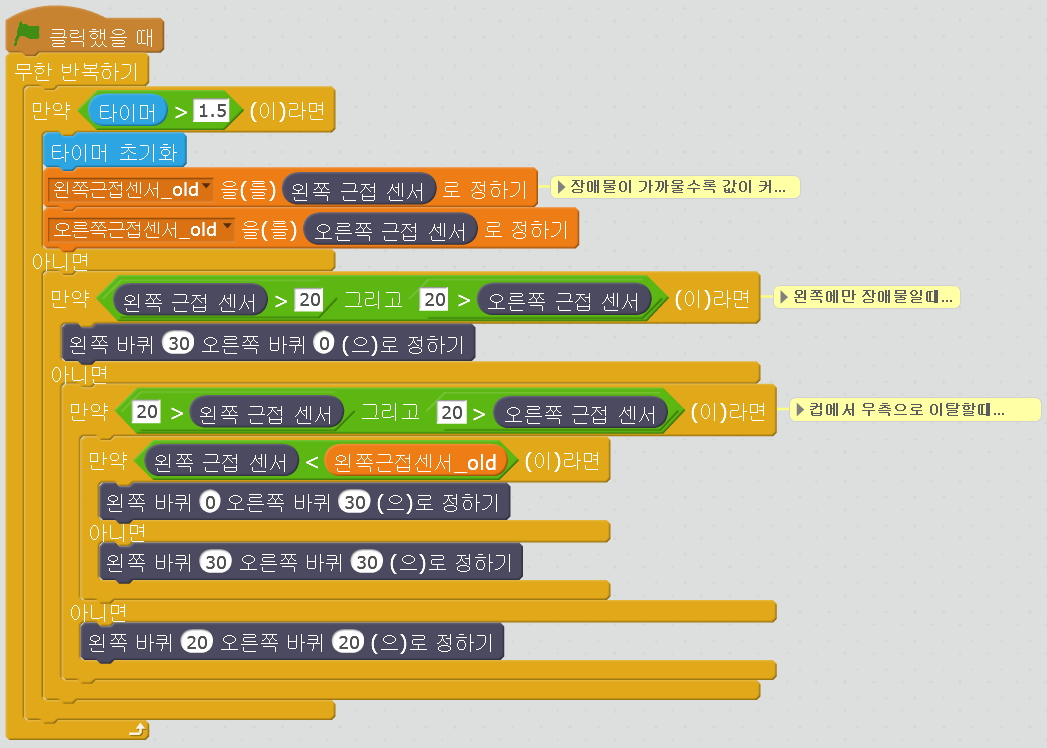 클릭했을 때
무한 반복하기
만약 타이머 > 1.5 (이)라면
타이머 초기화
왼쪽근접센서_old 을(를) 왼쪽 근접 센서 로 정하기 장애물이 가까울수록 값이 커...
오른쪽근접센서_old 을(를) 오른쪽 근접 센서 로 정하기
아니면
만약 왼쪽 근접 센서 > 20 그리고 20 > 오른쪽 근접 센서 (이)라면 왼쪽에만 장애물일때...
왼쪽 바퀴 30 오른쪽 바퀴 0 (으)로 정하기
아니면
만약 20 > 왼쪽 근접 센서 그리고 20 > 오른쪽 근접 센서 (이)라면 컵에서 우측으로 이탈할때...
만약 왼쪽 근접 센서 < 왼쪽근접센서_old (이)라면
왼쪽 바퀴 0 오른쪽 바퀴 30 (으)로 정하기
아니면
왼쪽 바퀴 30 오른쪽 바퀴 30 (으)로 정하기
아니면
왼쪽 바퀴 20 오른쪽 바퀴 20 (으)로 정하기